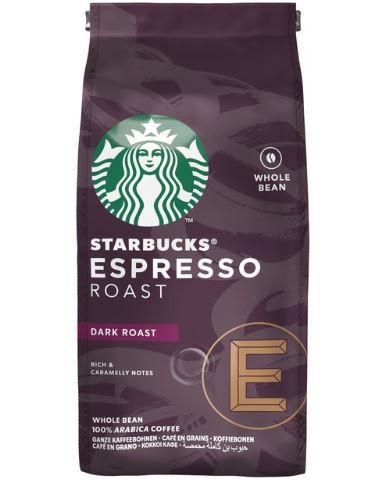 WHOLE
BEAN
™
STARBUCKS®
ESPRESSO
ROAST
DARK ROAST
RICH &
CARAMELLY NOTES
E
WHOLE BEAN
100% ARABICA COFFEE
GANZE KAFFEEBOHNEN - CAFÉ EN GRAINS - KOFFIEBONEN
CAFÉ EN GRANO - ΚΟΚΚΟΙ ΚΑΦΕ - حبوب بن كاملة محمصة